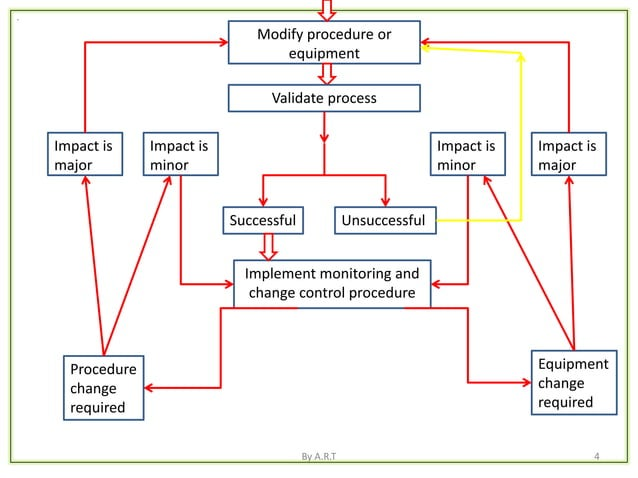 Modify procedure or
equipment
Validate process
Impact is
major
Impact is
minor
Impact is
minor
Impact is
major
Successful
Unsuccessful
Implement monitoring and
change control procedure
Procedure
change
required
Equipment
change
required
By A.R.T
4